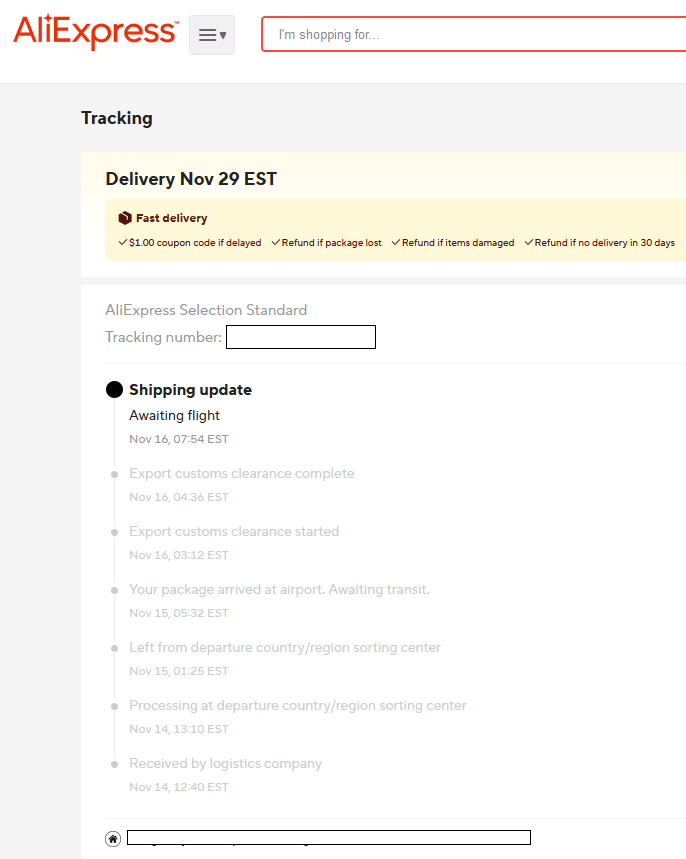 AliExpress™
I'm shopping for...
Tracking
Delivery Nov 29 EST
Fast delivery
$1.00 coupon code if delayed Refund if package lost Refund if items damaged Refund if no delivery in 30 days
AliExpress Selection Standard
Tracking number:
Shipping update
Awaiting flight
Nov 16, 07:54 EST
Export customs clearance complete
Nov 16, 04:36 EST
Export customs clearance started
Nov 16, 03:12 EST
Your package arrived at airport. Awaiting transit.
Nov 15, 05:32 EST
Left from departure country/region sorting center
Nov 15, 01:25 EST
Processing at departure country/region sorting center
Nov 14, 13:10 EST
Received by logistics company
Nov 14, 12:40 EST